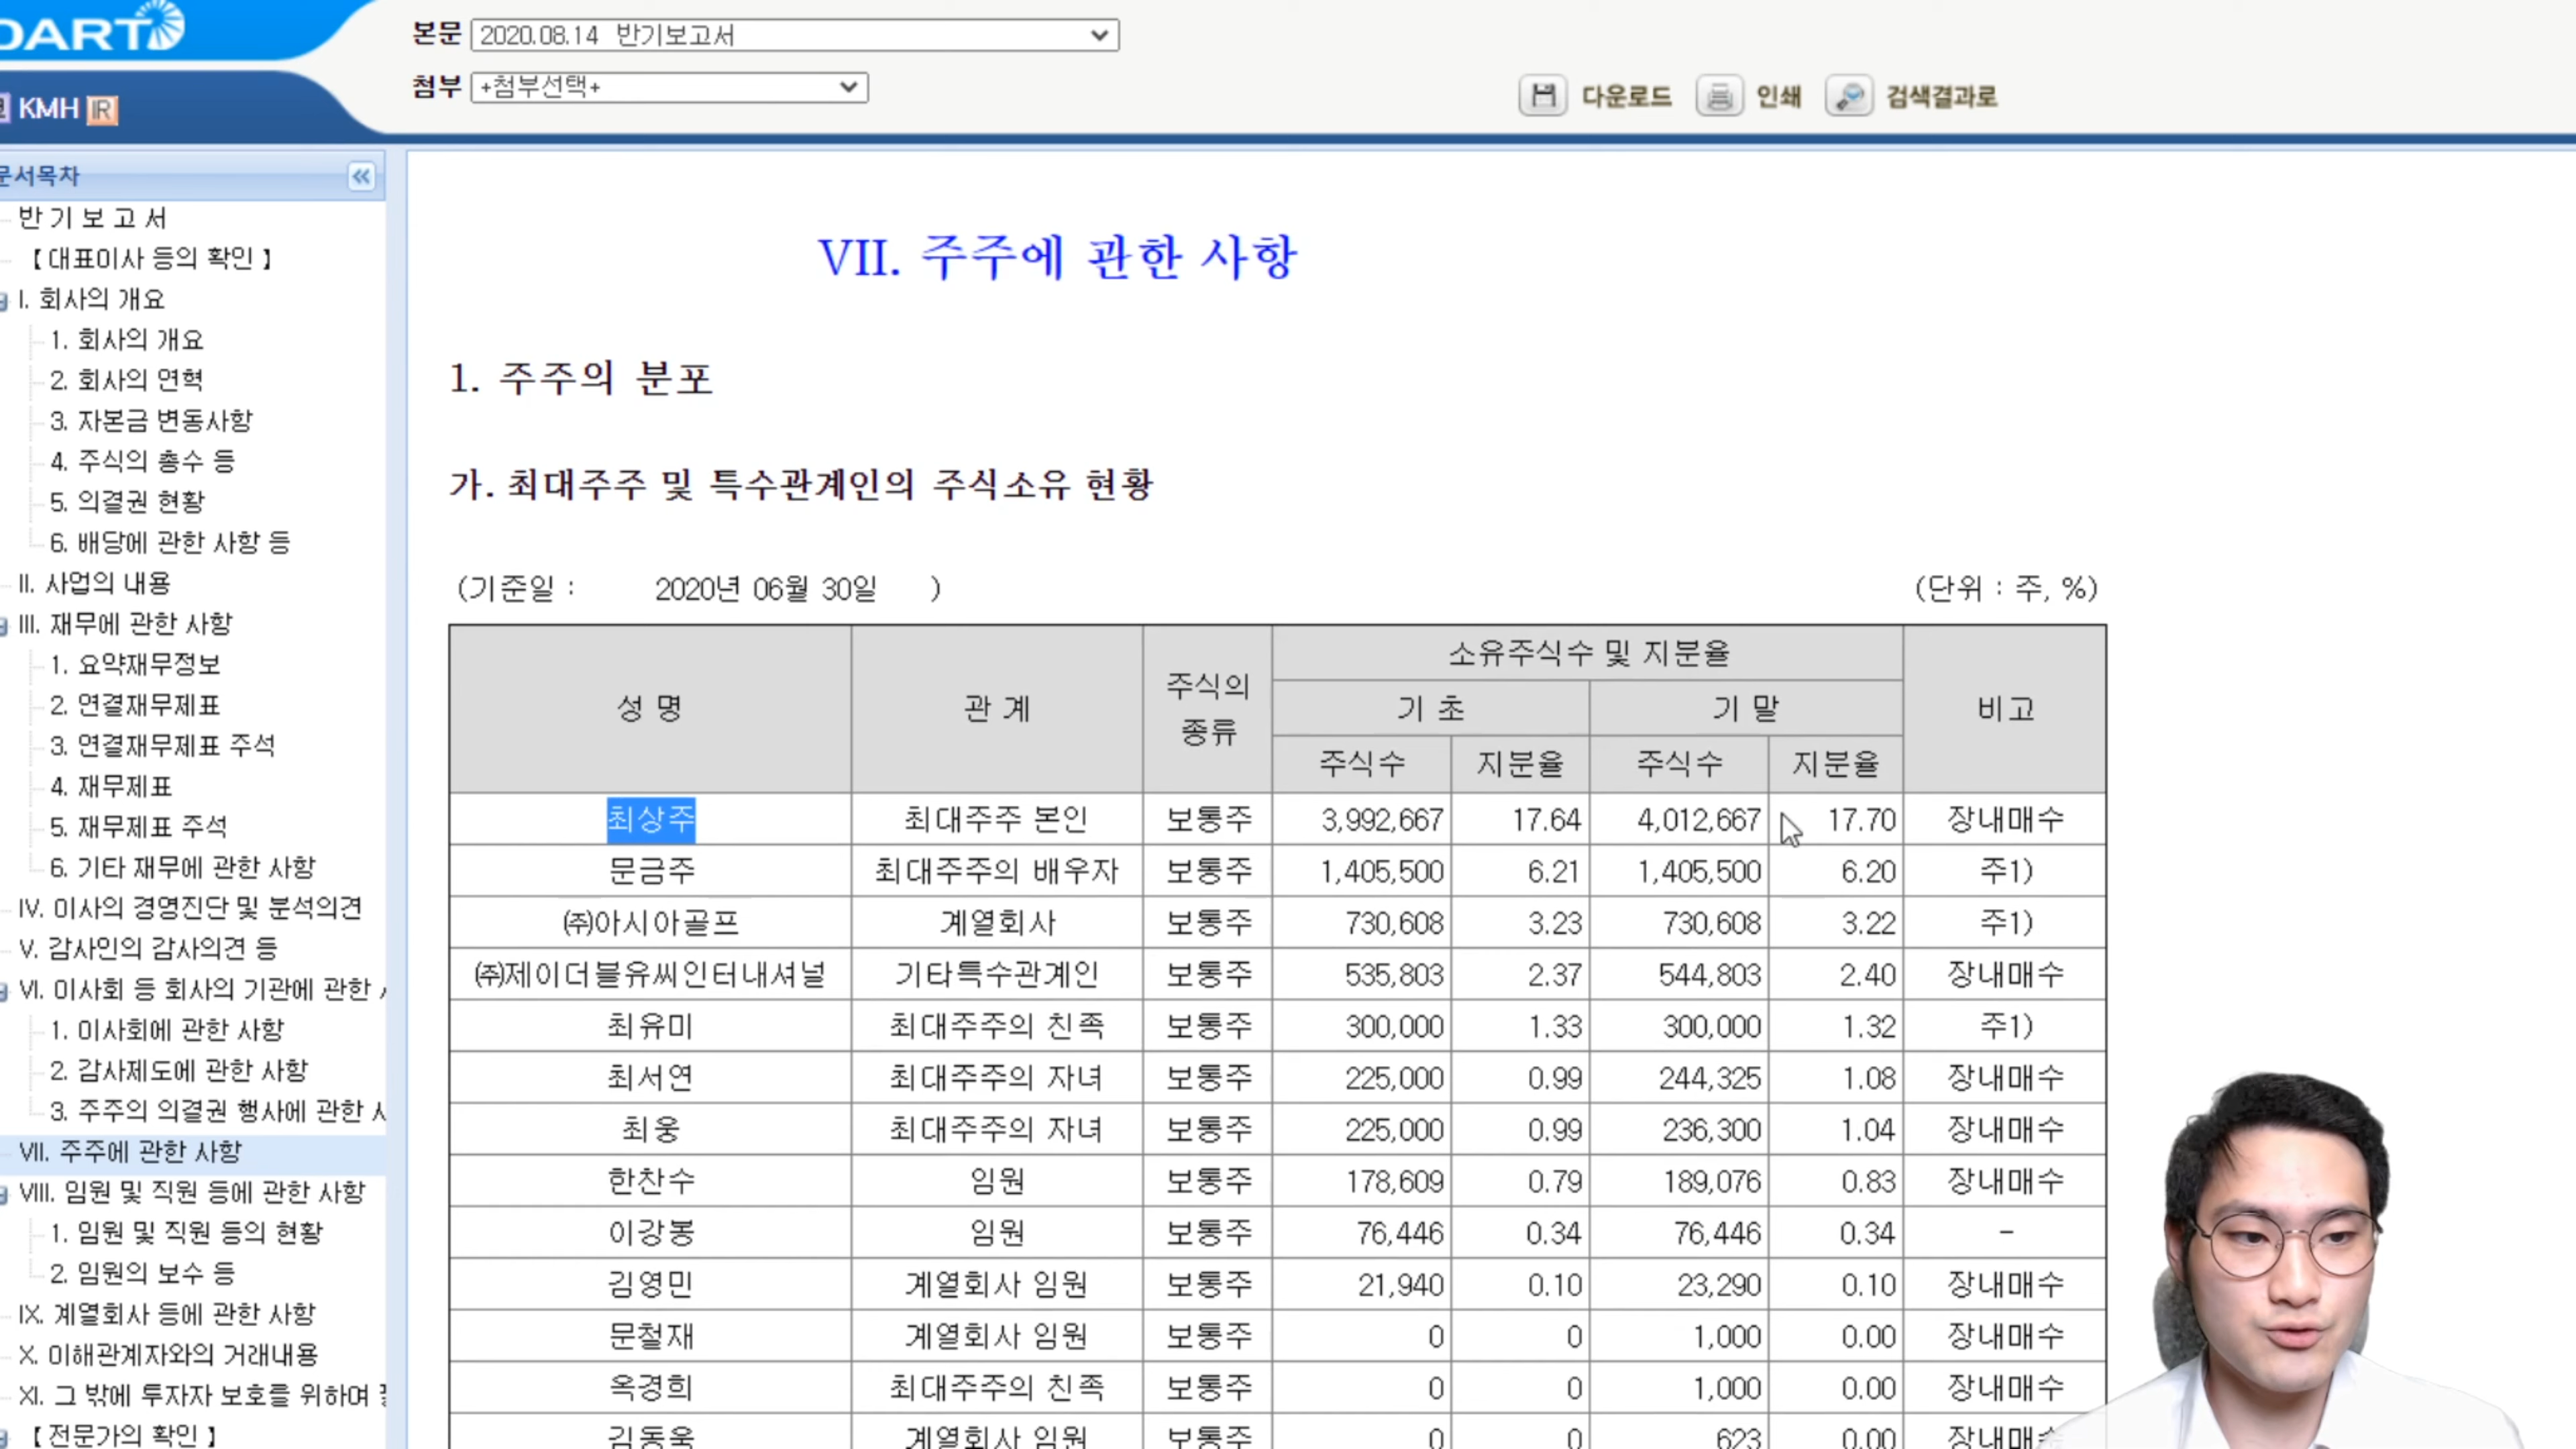 DART
본문 2020.08.14 반기보고서
첨부 +첨부선택+
다운로드 인쇄 검색결과로
KMH IR
문서목차
반 기 보 고 서
【 대표이사 등의 확인 】
I. 회사의 개요
1. 회사의 개요
2. 회사의 연혁
3. 자본금 변동사항
4. 주식의 총수 등
5. 의결권 현황
6. 배당에 관한 사항 등
II. 사업의 내용
III. 재무에 관한 사항
1. 요약재무정보
2. 연결재무제표
3. 연결재무제표 주석
4. 재무제표
5. 재무제표 주석
6. 기타 재무에 관한 사항
IV. 이사의 경영진단 및 분석의견
V. 감사인의 감사의견 등
VI. 이사회 등 회사의 기관에 관한
1. 이사회에 관한 사항
2. 감사제도에 관한 사항
3. 주주의 의결권 행사에 관한
VII. 주주에 관한 사항
VIII. 임원 및 직원 등에 관한 사항
1. 임원 및 직원 등의 현황
2. 임원의 보수 등
IX. 계열회사 등에 관한 사항
X. 이해관계자와의 거래내용
XI. 그 밖에 투자자 보호를 위하여
【 전문가의 확인 】
VII. 주주에 관한 사항
1. 주주의 분포
가. 최대주주 및 특수관계인의 주식소유 현황
(기준일 : 2020년 06월 30일 ) (단위 : 주, %)
성 명 관 계 주식의 종류 소유주식수 및 지분율 비고
기 초 기 말
주식수 지분율 주식수 지분율
최상주 최대주주 본인 보통주 3,992,667 17.64 4,012,667 17.70 장내매수
문금주 최대주주의 배우자 보통주 1,405,500 6.21 1,405,500 6.20 주1)
㈜아시아골프 계열회사 보통주 730,608 3.23 730,608 3.22 주1)
㈜제이더블유씨인터내셔널 기타특수관계인 보통주 535,803 2.37 544,803 2.40 장내매수
최유미 최대주주의 친족 보통주 300,000 1.33 300,000 1.32 주1)
최서연 최대주주의 자녀 보통주 225,000 0.99 244,325 1.08 장내매수
최웅 최대주주의 자녀 보통주 225,000 0.99 236,300 1.04 장내매수
한찬수 임원 보통주 178,609 0.79 189,076 0.83 장내매수
이강봉 임원 보통주 76,446 0.34 76,446 0.34 -
김영민 계열회사 임원 보통주 21,940 0.10 23,290 0.10 장내매수
문철재 계열회사 임원 보통주 0 0 1,000 0.00 장내매수
옥경희 최대주주의 친족 보통주 0 0 1,000 0.00 장내매수
김동욱 계열회사 임원 보통주 0 0 623 0.00 장내매수